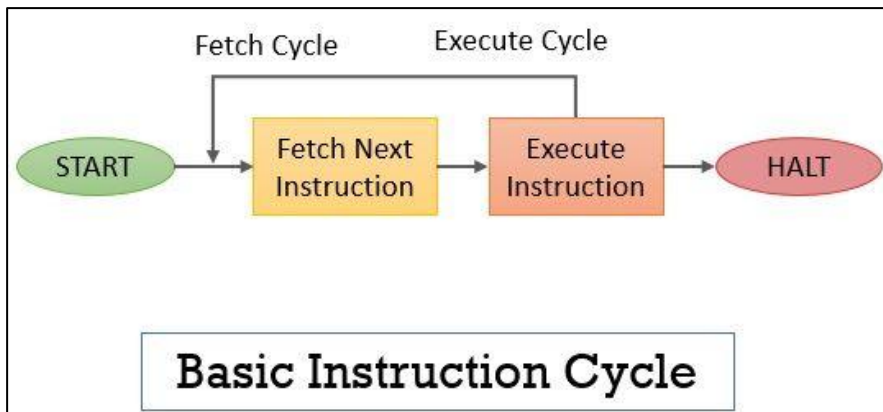 Fetch Cycle
Execute Cycle
START
Fetch Next
Instruction
Execute
Instruction
HALT
Basic Instruction Cycle